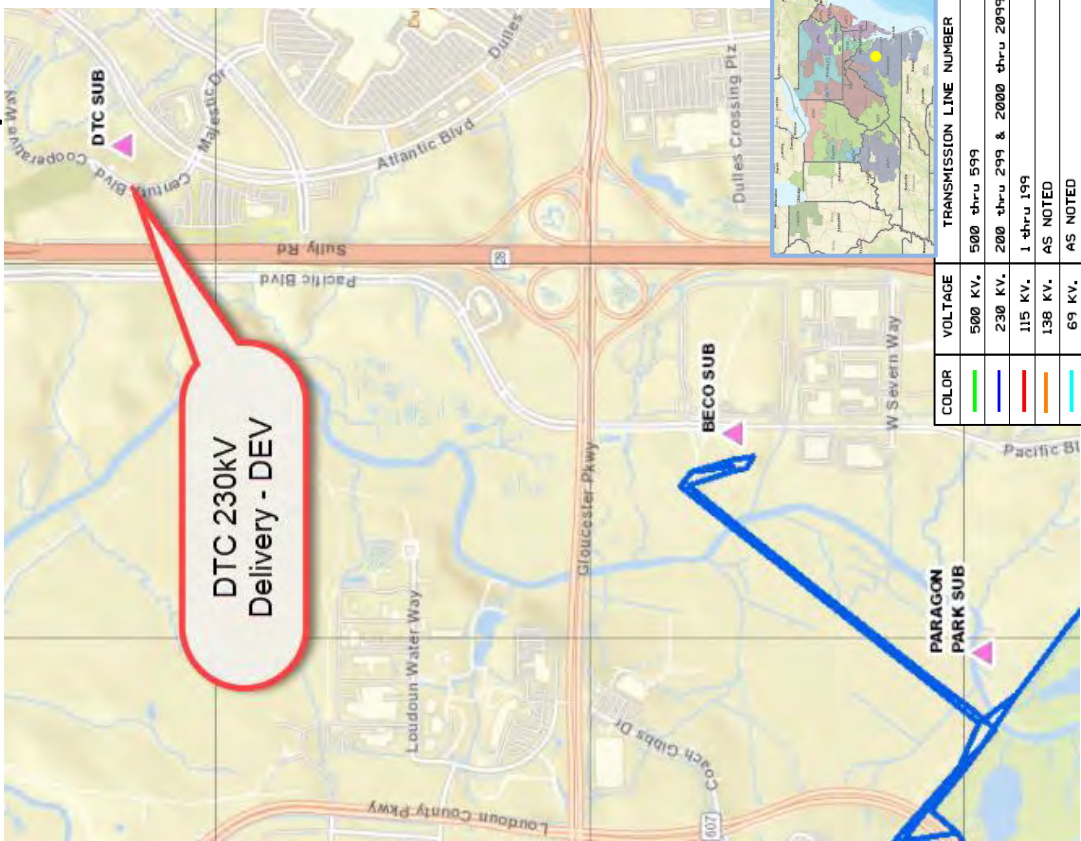 DTC SUB
Cooperative Way
Century Blvd
Majestic Dr
Atlantic Blvd
Dulles
Dulles Crossing Plz
Sully Rd
Pacific Blvd
28
DTC 230kV
Delivery - DEV
Gloucester Pkwy
BECO SUB
W Severn Way
Pacific Bl
Loudoun Water Way
Coach Gibbs Dr
Loudoun County Pkwy
607
PARAGON
PARK SUB
COLOR VOLTAGE TRANSMISSION LINE NUMBER
500 KV. 500 thru 599
230 KV. 200 thru 299 & 2000 thru 2099
115 KV. 1 thru 199
138 KV. AS NOTED
69 KV. AS NOTED